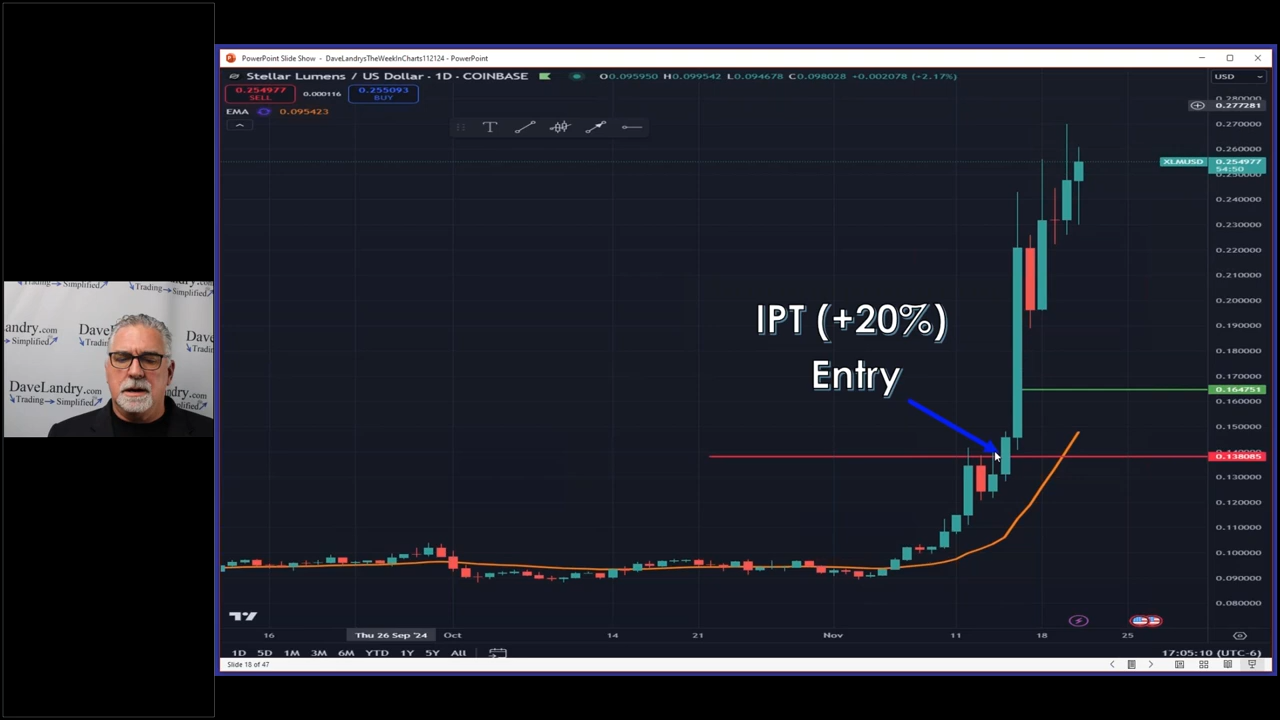 PowerPoint Slide Show - DaveLandrysTheWeekInCharts112124 - PowerPoint
Stellar Lumens / US Dollar · 1D · COINBASE
O0.095950 H0.099542 L0.094678 C0.098028 +0.002078 (+2.17%)
USD
0.254977
SELL
0.000116
0.255093
BUY
EMA
0.095423
0.280000
0.277281
0.270000
0.260000
XLMUSD
0.254977
54:50
0.250000
0.240000
0.230000
0.220000
0.210000
0.200000
0.190000
0.180000
0.170000
0.164751
0.160000
0.150000
0.138085
0.130000
0.120000
0.110000
0.100000
0.090000
0.080000
IPT (+20%)
Entry
16
Thu 26 Sep '24
Oct
14
21
Nov
11
18
25
1D 5D 1M 3M 6M YTD 1Y 5Y All
17:05:10 (UTC-6)
Slide 18 of 47
Trading Simplified
DaveLandry.com
Trading Simplified